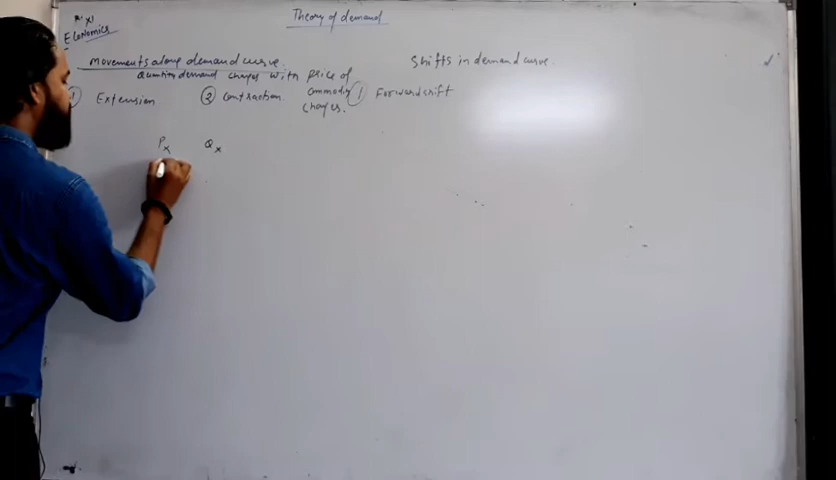 XI
Economics
Theory of demand
Movements along demand curve.
Quantity demand changes with price of
commodity
changes.
① Extension
② Contraction
Shifts in demand curve.
① Forward shift
Px Qx